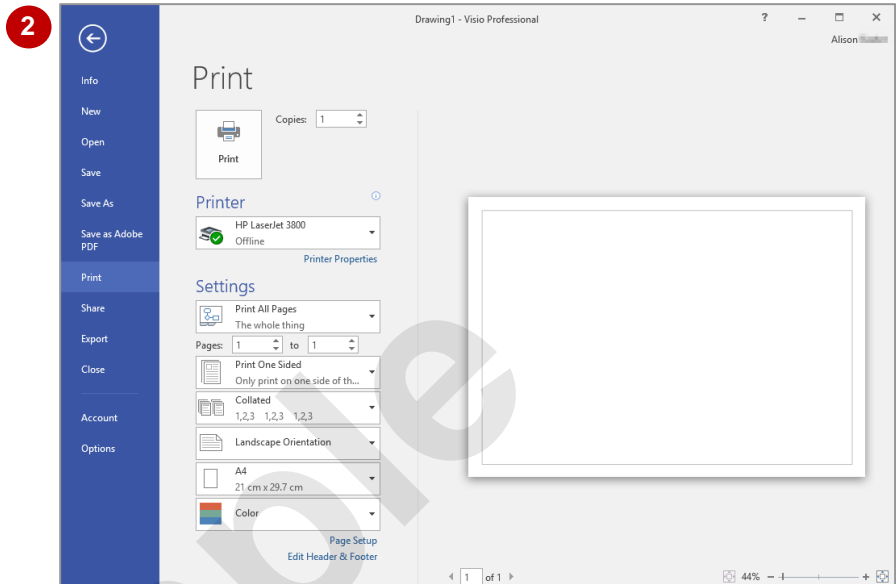 2
Drawing1 - Visio Professional ?
Alison
Info
New
Open
Save
Save As
Save as Adobe
PDF
Print
Share
Export
Close
Account
Options
Print
Copies: 1
Print
Printer
HP LaserJet 3800
Offline
Printer Properties
Settings
Print All Pages
The whole thing
Pages: 1 to 1
Print One Sided
Only print on one side of th...
Collated
1,2,3 1,2,3 1,2,3
Landscape Orientation
A4
21 cm x 29.7 cm
Color
Page Setup
Edit Header & Footer
1 of 1
44%